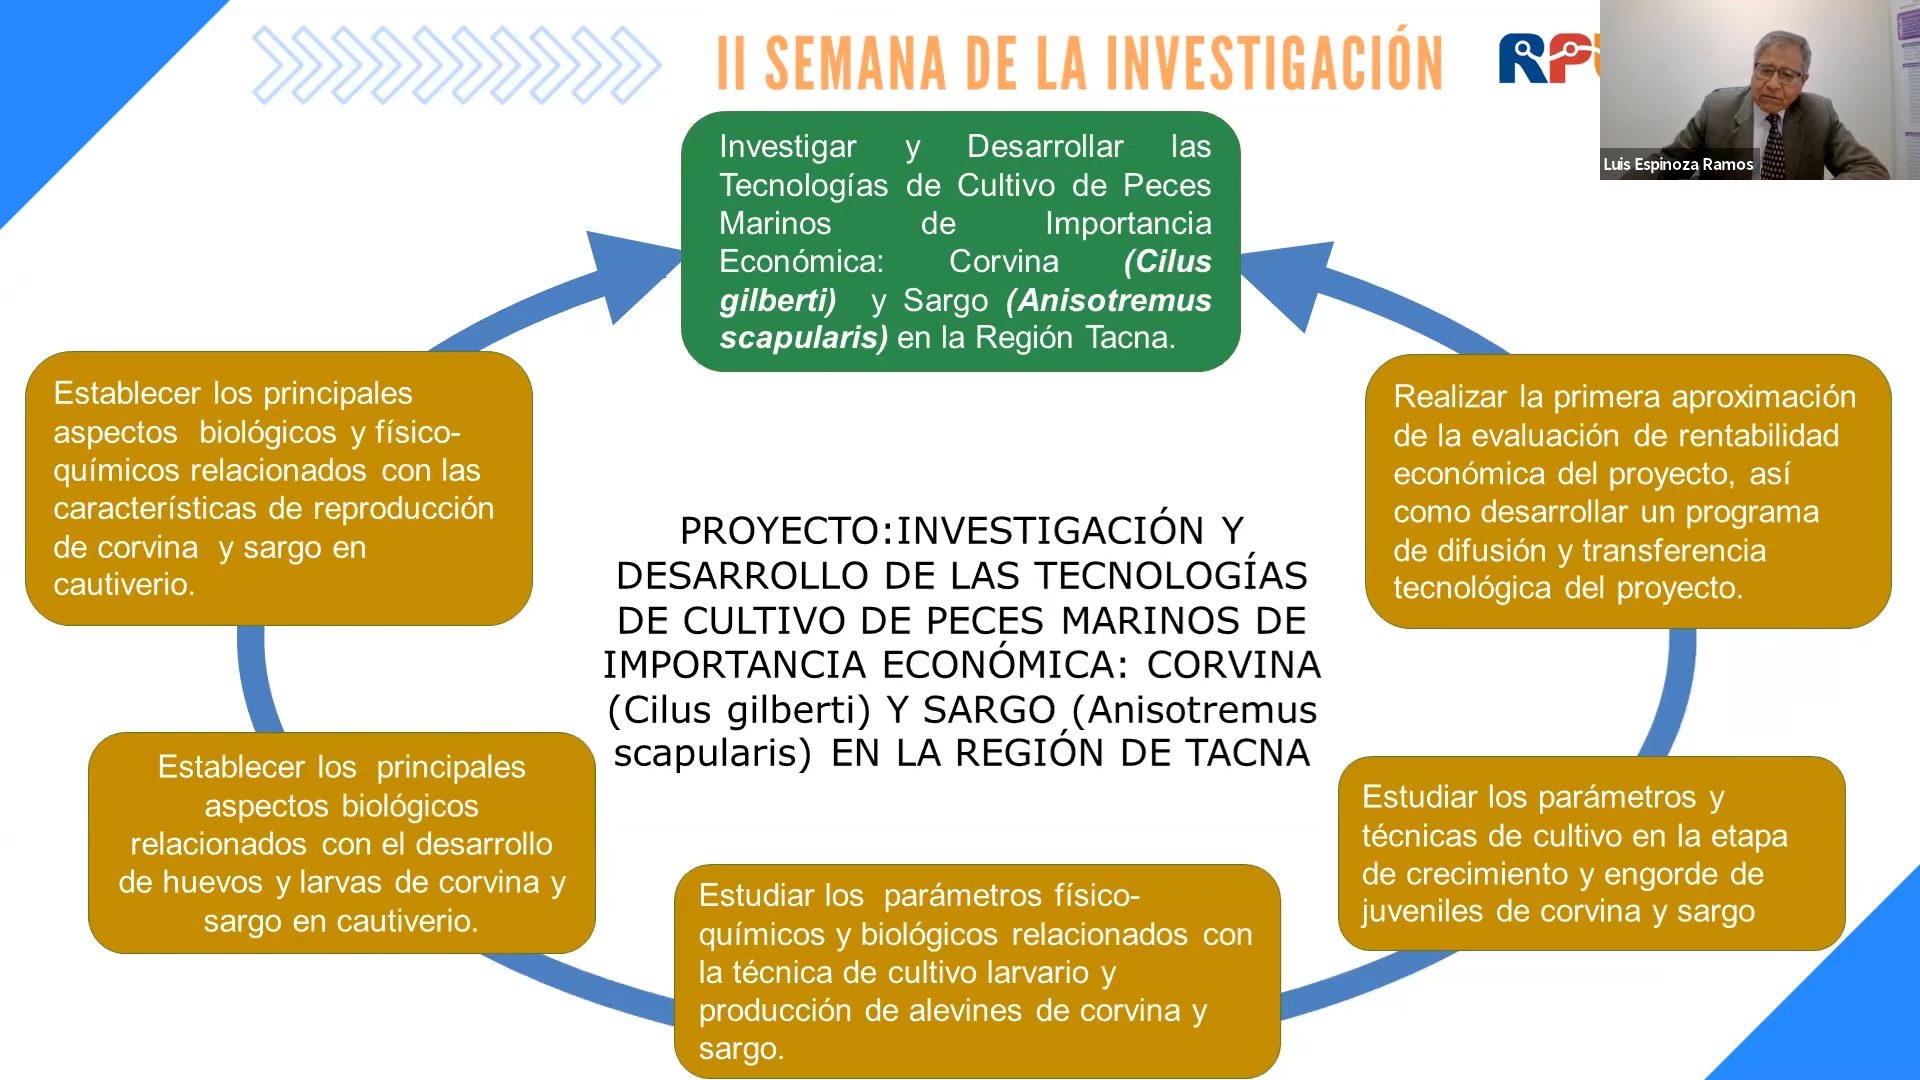 II SEMANA DE LA INVESTIGACIÓN
RP
Luis Espinoza Ramos
Investigar y Desarrollar las
Tecnologías de Cultivo de Peces
Marinos de Importancia
Económica: Corvina (Cilus
gilberti) y Sargo (Anisotremus
scapularis) en la Región Tacna.
Establecer los principales
aspectos biológicos y físico-
químicos relacionados con las
características de reproducción
de corvina y sargo en
cautiverio.
Realizar la primera aproximación
de la evaluación de rentabilidad
económica del proyecto, así
como desarrollar un programa
de difusión y transferencia
tecnológica del proyecto.
PROYECTO:INVESTIGACIÓN Y
DESARROLLO DE LAS TECNOLOGÍAS
DE CULTIVO DE PECES MARINOS DE
IMPORTANCIA ECONÓMICA: CORVINA
(Cilus gilberti) Y SARGO (Anisotremus
scapularis) EN LA REGIÓN DE TACNA
Establecer los principales
aspectos biológicos
relacionados con el desarrollo
de huevos y larvas de corvina y
sargo en cautiverio.
Estudiar los parámetros físico-
químicos y biológicos relacionados con
la técnica de cultivo larvario y
producción de alevines de corvina y
sargo.
Estudiar los parámetros y
técnicas de cultivo en la etapa
de crecimiento y engorde de
juveniles de corvina y sargo